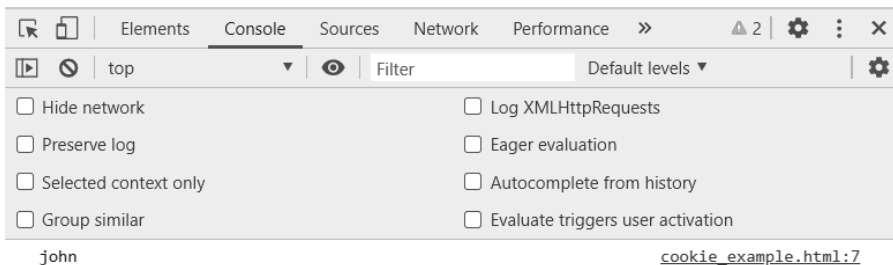 Elements Console Sources Network Performance » 2
top Filter Default levels
Hide network Log XMLHttpRequests
Preserve log Eager evaluation
Selected context only Autocomplete from history
Group similar Evaluate triggers user activation
john cookie_example.html:7